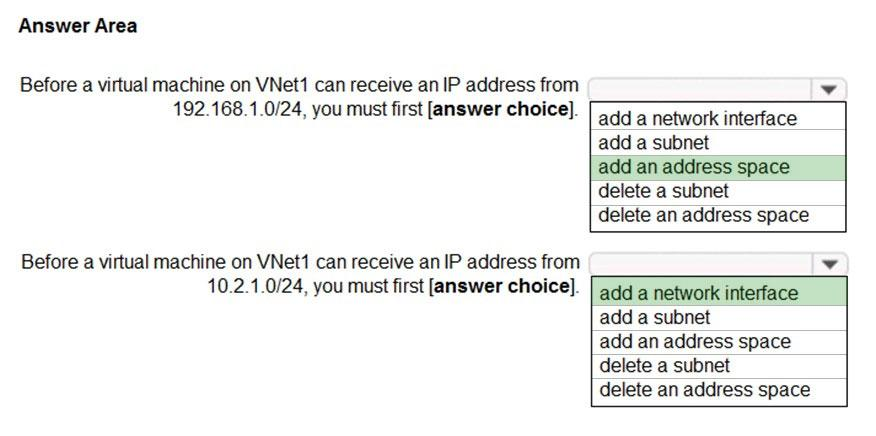 Answer Area
Before a virtual machine on VNet1 can receive an IP address from
192.168.1.0/24, you must first [answer choice].
add a network interface
add a subnet
add an address space
delete a subnet
delete an address space
Before a virtual machine on VNet1 can receive an IP address from
10.2.1.0/24, you must first [answer choice].
add a network interface
add a subnet
add an address space
delete a subnet
delete an address space